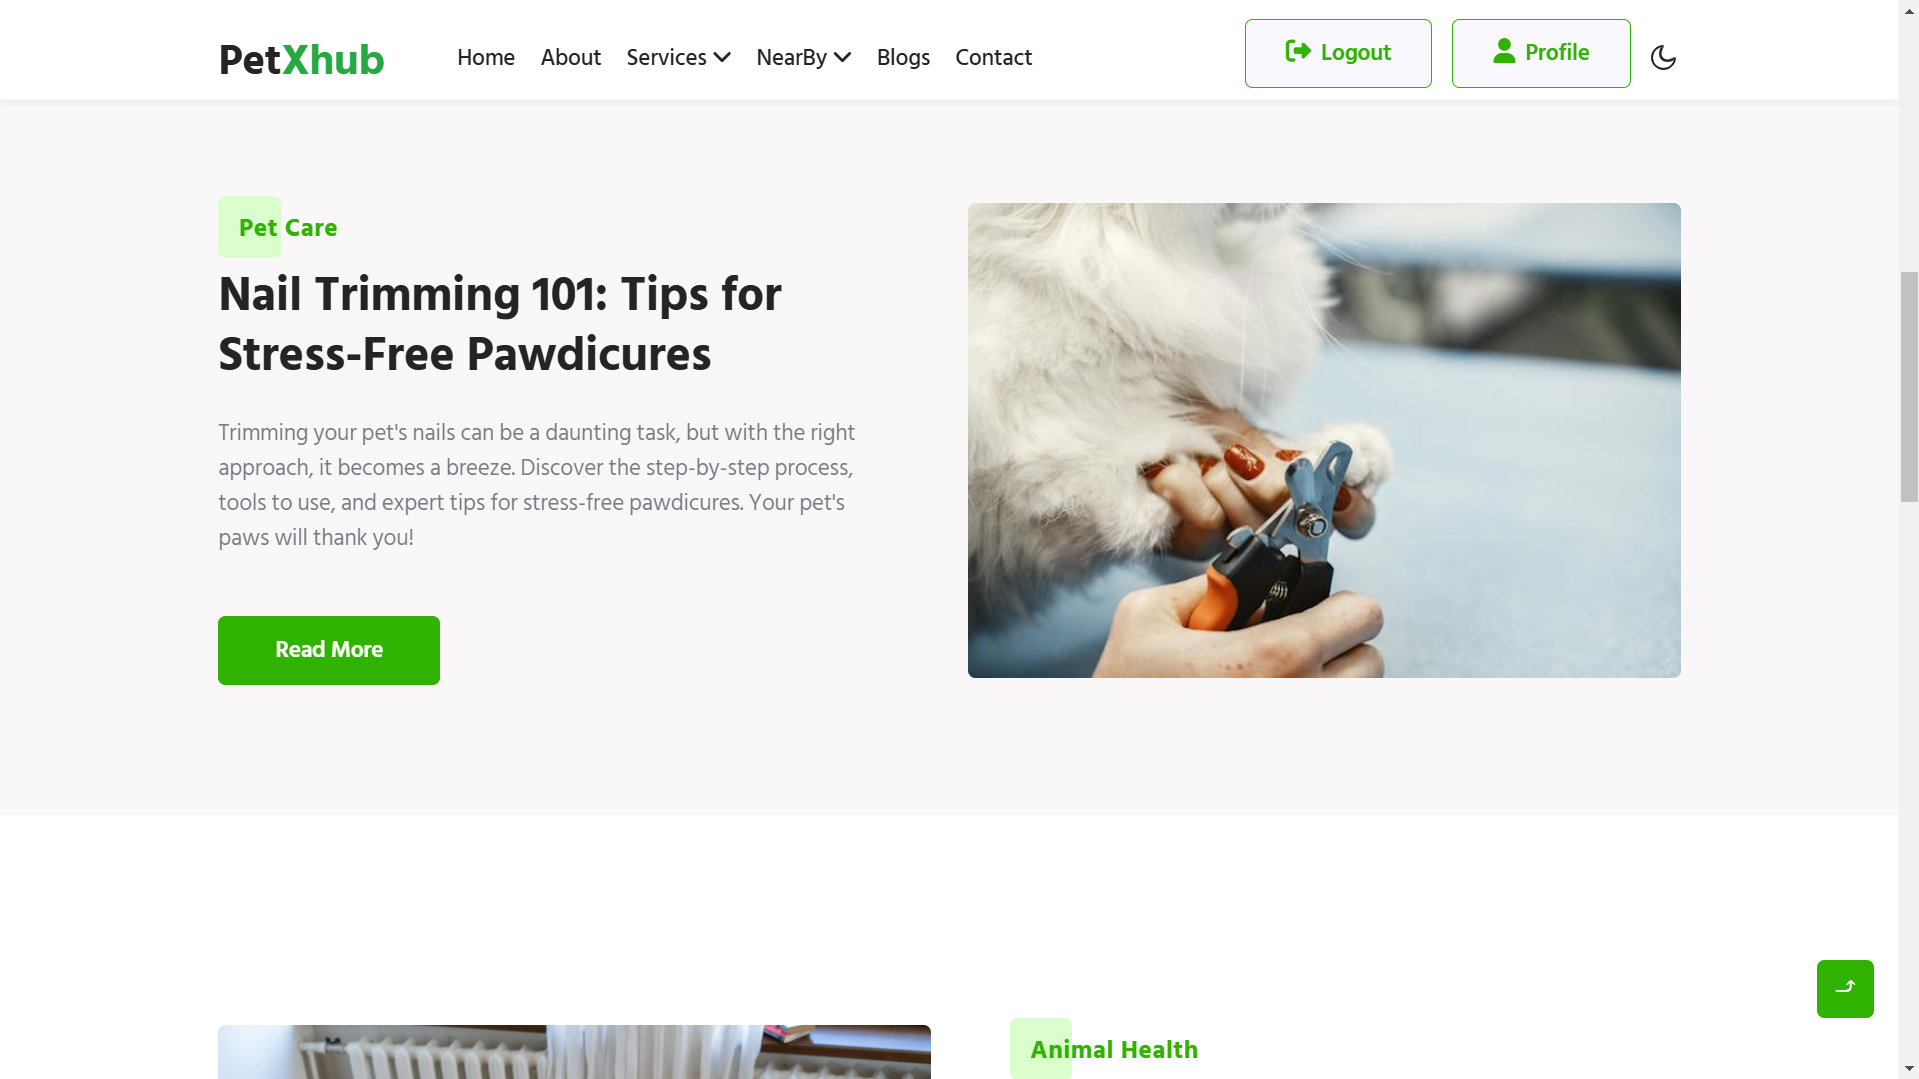 PetXhub
Home About Services NearBy Blogs Contact
Logout
Profile
Pet Care
Nail Trimming 101: Tips for
Stress-Free Pawdicures
Trimming your pet's nails can be a daunting task, but with the right
approach, it becomes a breeze. Discover the step-by-step process,
tools to use, and expert tips for stress-free pawdicures. Your pet's
paws will thank you!
Read More
Animal Health